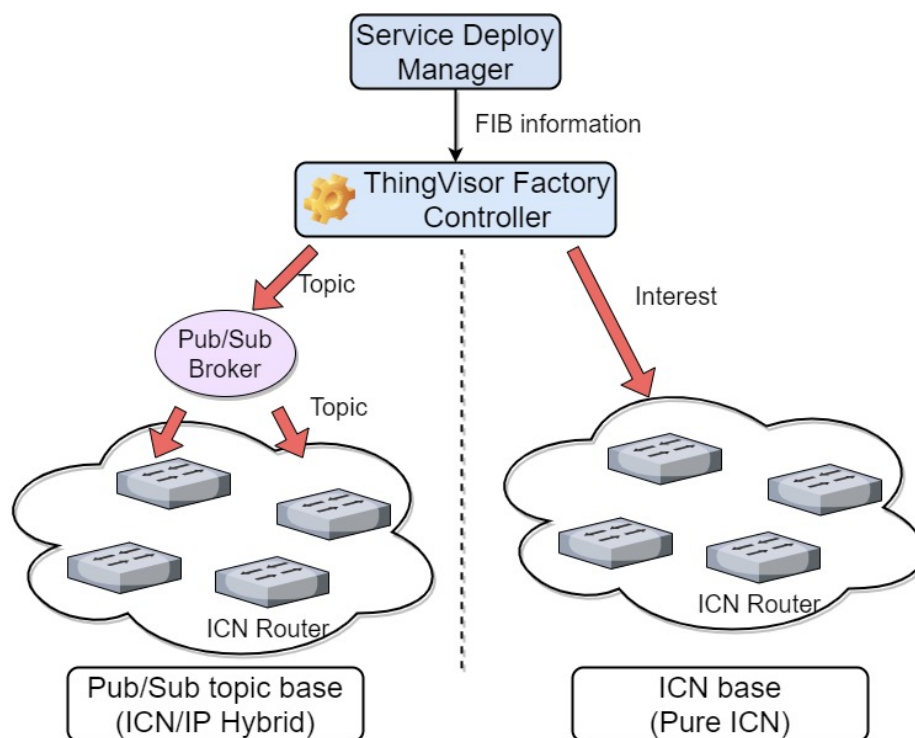 Service Deploy
Manager
FIB information
ThingVisor Factory
Controller
Topic
Interest
Pub/Sub
Broker
Topic
ICN Router
ICN Router
Pub/Sub topic base
(ICN/IP Hybrid)
ICN base
(Pure ICN)